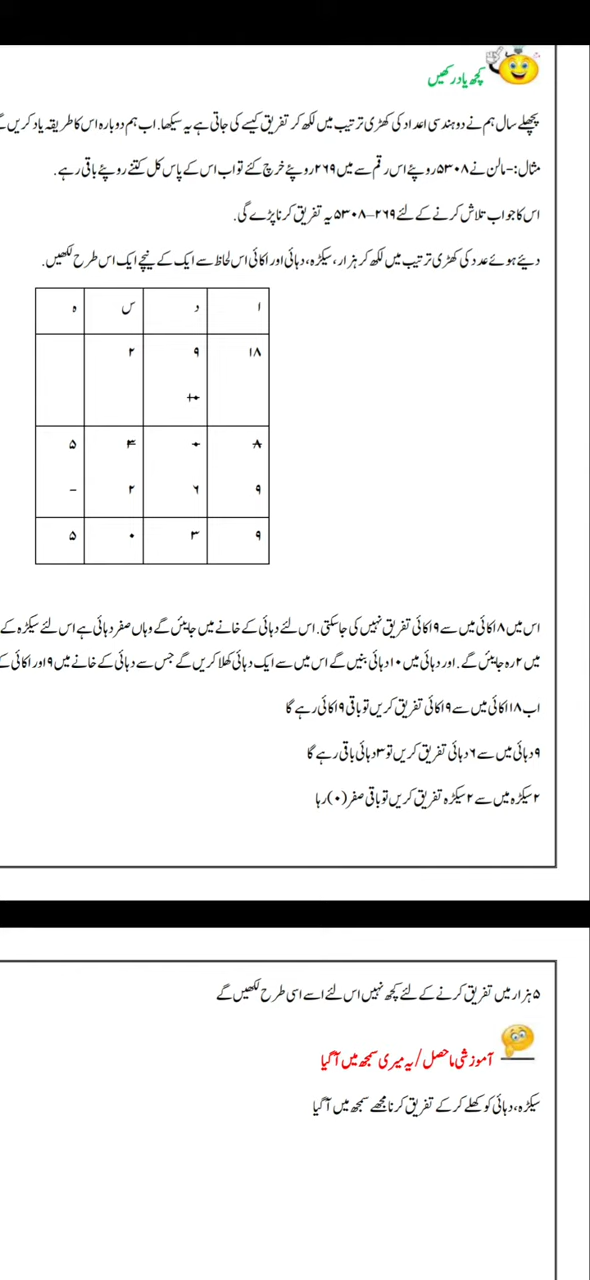 کچھ یاد رکھیں
پچھلے سال ہم نے دو ہندسی اعداد کی کھڑی ترتیب میں لکھ کر تفریق کیسے کی جاتی ہے یہ سیکھا. اب ہم دوبارہ اس کا طریقہ یاد کریں گے
مثال:- مالن نے ۵۳۰۸ روپئے اس رقم سے میں ۲۶۹ روپئے خرچ کئے تو اب اس کے پاس کل کتنے روپئے باقی رہے.
اس کا جواب تلاش کرنے کے لئے ۲۶۹-۵۳۰۸ یہ تفریق کرنا پڑے گی.
دیئے ہوئے عدد کی کھڑی ترتیب میں لکھ کر ہزار، سیکڑہ، دہائی اور اکائی اس لحاظ سے ایک کے نیچے ایک اس طرح لکھیں.
ا د س ہ
۱۸ ۹ ۲
۱۰
۸ ۰ ۳ ۵
۹ ۶ ۲ -
۹ ۳ ۰ ۵
اس میں ۸ اکائی میں سے ۹ اکائی تفریق نہیں کی جاسکتی. اس لئے دہائی کے خانے میں جایئں گے وہاں صفر دہائی ہے اس لئے سیکڑہ کے
میں ۲ رہ جایئں گے. اور دہائی میں ۱۰ دہائی بنیں گے اس میں سے ایک دہائی کھلا کریں گے جس سے دہائی کے خانے میں ۹ اور اکائی کے
اب ۱۸ اکائی میں سے ۹ اکائی تفریق کریں تو باقی ۹ اکائی رہے گا
۹ دہائی میں سے ۶ دہائی تفریق کریں تو ۳ دہائی باقی رہے گا
۲ سیکڑہ میں سے ۲ سیکڑہ تفریق کریں تو باقی صفر (۰) رہا
۵ ہزار میں تفریق کرنے کے لئے کچھ نہیں اس لئے اسے اسی طرح لکھیں گے
آموزشی ماحصل / یہ میری سمجھ میں آگیا
سیکڑہ، دہائی کو کھلے کر کے تفریق کرنا مجھے سمجھ میں آگیا